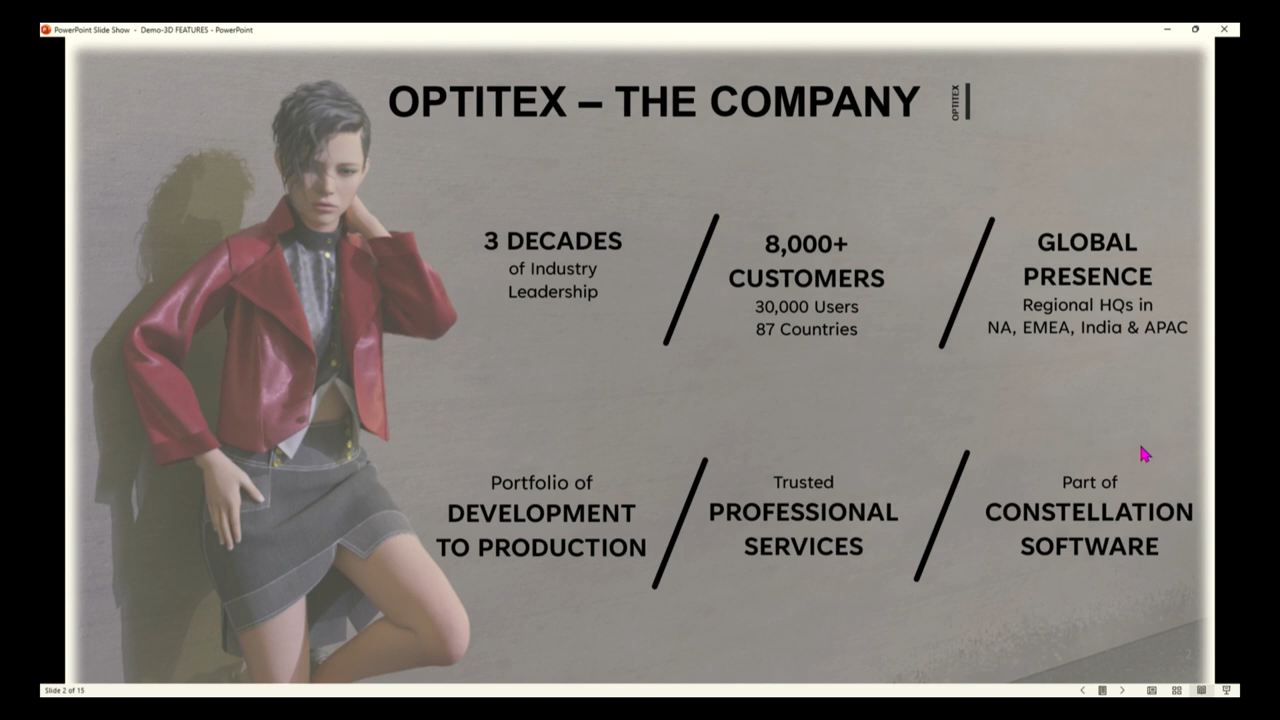 PowerPoint Slide Show - Demo-3D FEATURES - PowerPoint
OPTITEX – THE COMPANY
OPTITEX
3 DECADES
of Industry
Leadership
8,000+
CUSTOMERS
30,000 Users
87 Countries
GLOBAL
PRESENCE
Regional HQs in
NA, EMEA, India & APAC
Portfolio of
DEVELOPMENT
TO PRODUCTION
Trusted
PROFESSIONAL
SERVICES
Part of
CONSTELLATION
SOFTWARE
2
Slide 2 of 15